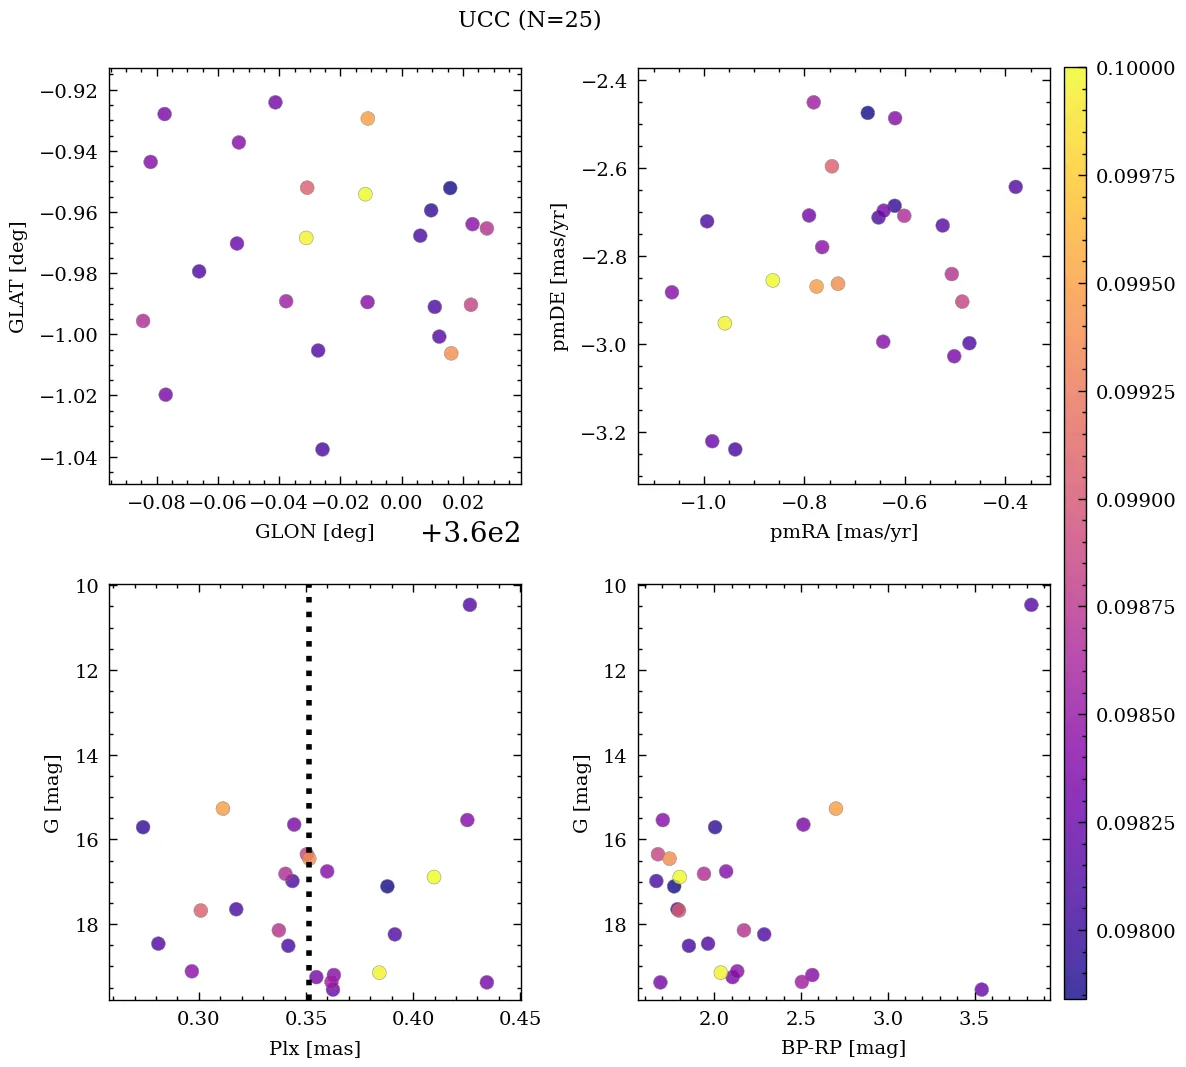 UCC (N=25)
−0.92
−0.94
−0.96
−0.98
−1.00
−1.02
−1.04
GLAT [deg]
−0.08 −0.06 −0.04 −0.02 0.00 0.02
GLON [deg]
+3.6e2
−2.4
−2.6
−2.8
−3.0
−3.2
pmDE [mas/yr]
−1.0 −0.8 −0.6 −0.4
pmRA [mas/yr]
10
12
14
16
18
G [mag]
0.30 0.35 0.40 0.45
Plx [mas]
10
12
14
16
18
G [mag]
2.0 2.5 3.0 3.5
BP-RP [mag]
0.10000
0.09975
0.09950
0.09925
0.09900
0.09875
0.09850
0.09825
0.09800